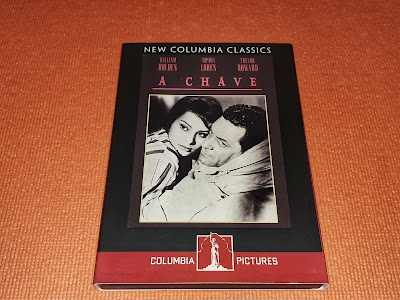 NEW COLUMBIA CLASSICS
WILLIAM HOLDEN SOPHIA LOREN TREVOR HOWARD
A CHAVE
COLUMBIA PICTURES